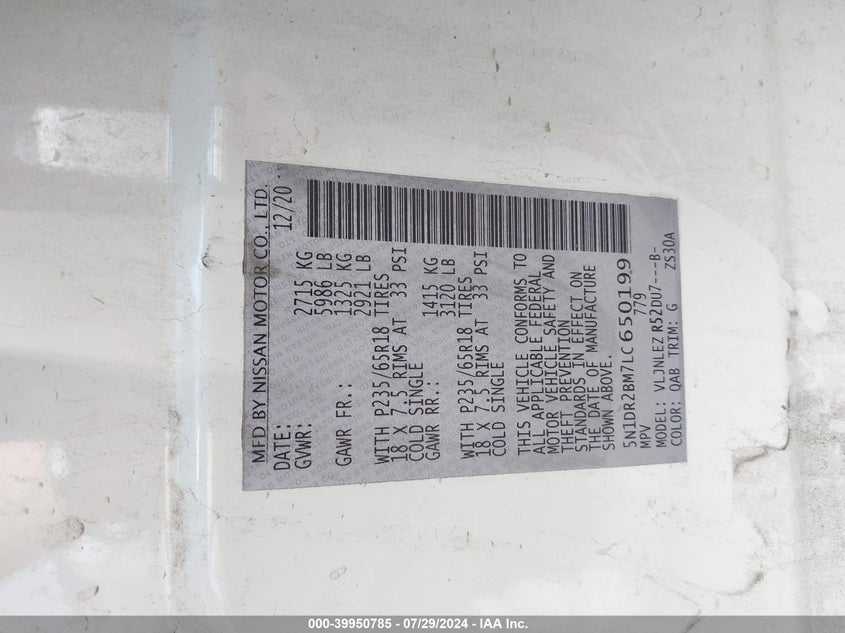 MFD BY NISSAN MOTOR CO., LTD.
DATE: 12/20
GVWR: 2715 KG
5986 LB
GAWR FR.: 1325 KG
2921 LB
WITH P235/65R18 TIRES
18 X 7.5 RIMS AT 33 PSI
COLD SINGLE
GAWR RR.: 1415 KG
3120 LB
WITH P235/65R18 TIRES
18 X 7.5 RIMS AT 33 PSI
COLD SINGLE
THIS VEHICLE CONFORMS TO
ALL APPLICABLE FEDERAL
MOTOR VEHICLE SAFETY AND
THEFT PREVENTION
STANDARDS IN EFFECT ON
THE DATE OF MANUFACTURE
SHOWN ABOVE.
5N1DR2BM7LC650199
MPV 779
MODEL: VLJNLEZ R52DU7---B-
COLOR: QAB TRIM: G ZS30A
000-39950785 - 07/29/2024 - IAA Inc.